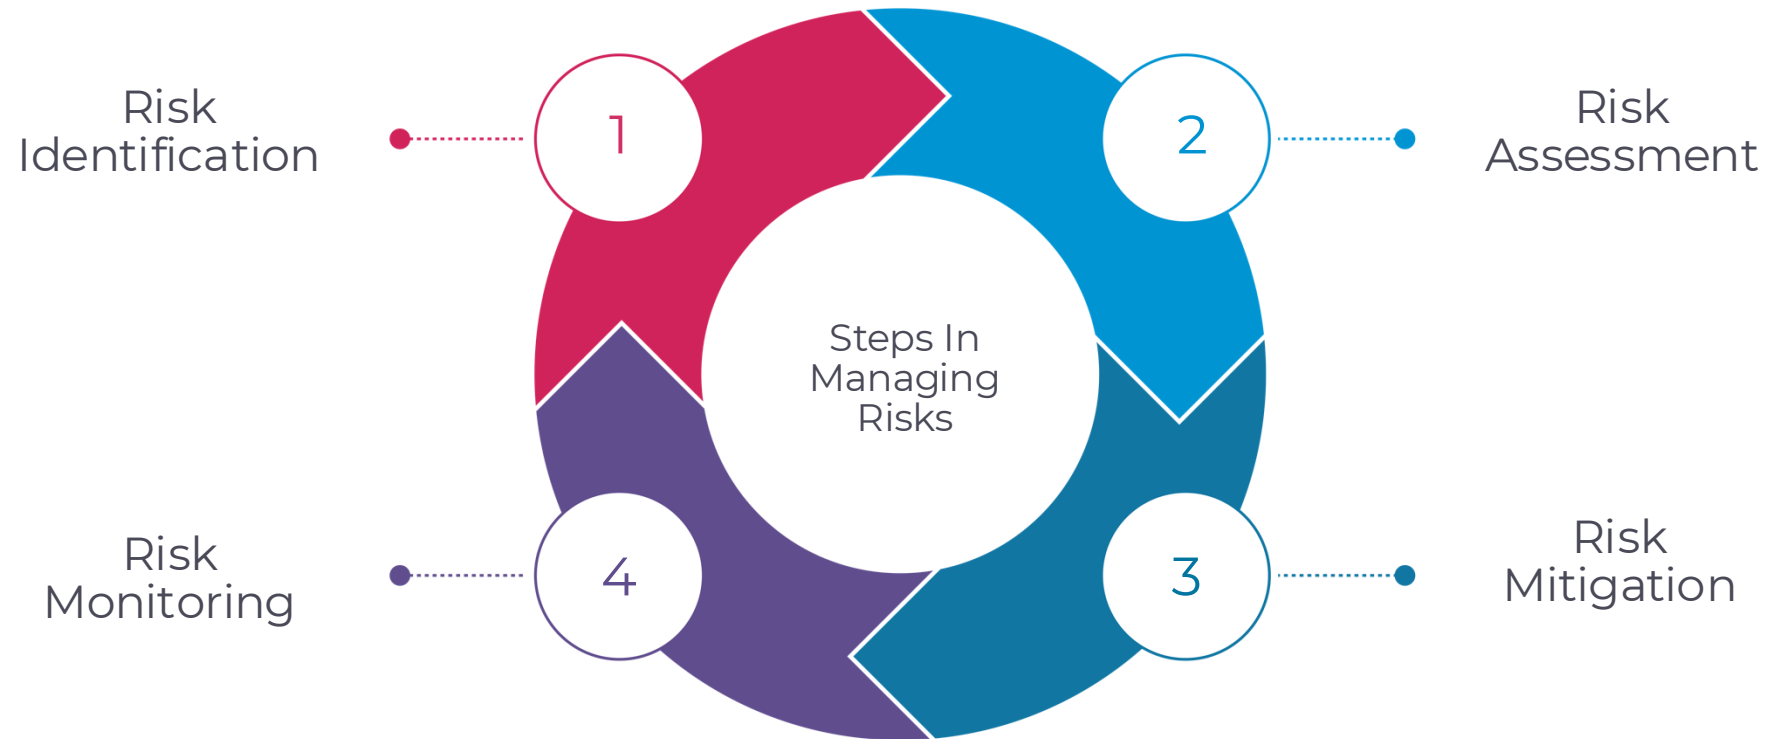 Risk
Identification
1
2
Risk
Assessment
Steps In
Managing
Risks
Risk
Monitoring
4
3
Risk
Mitigation